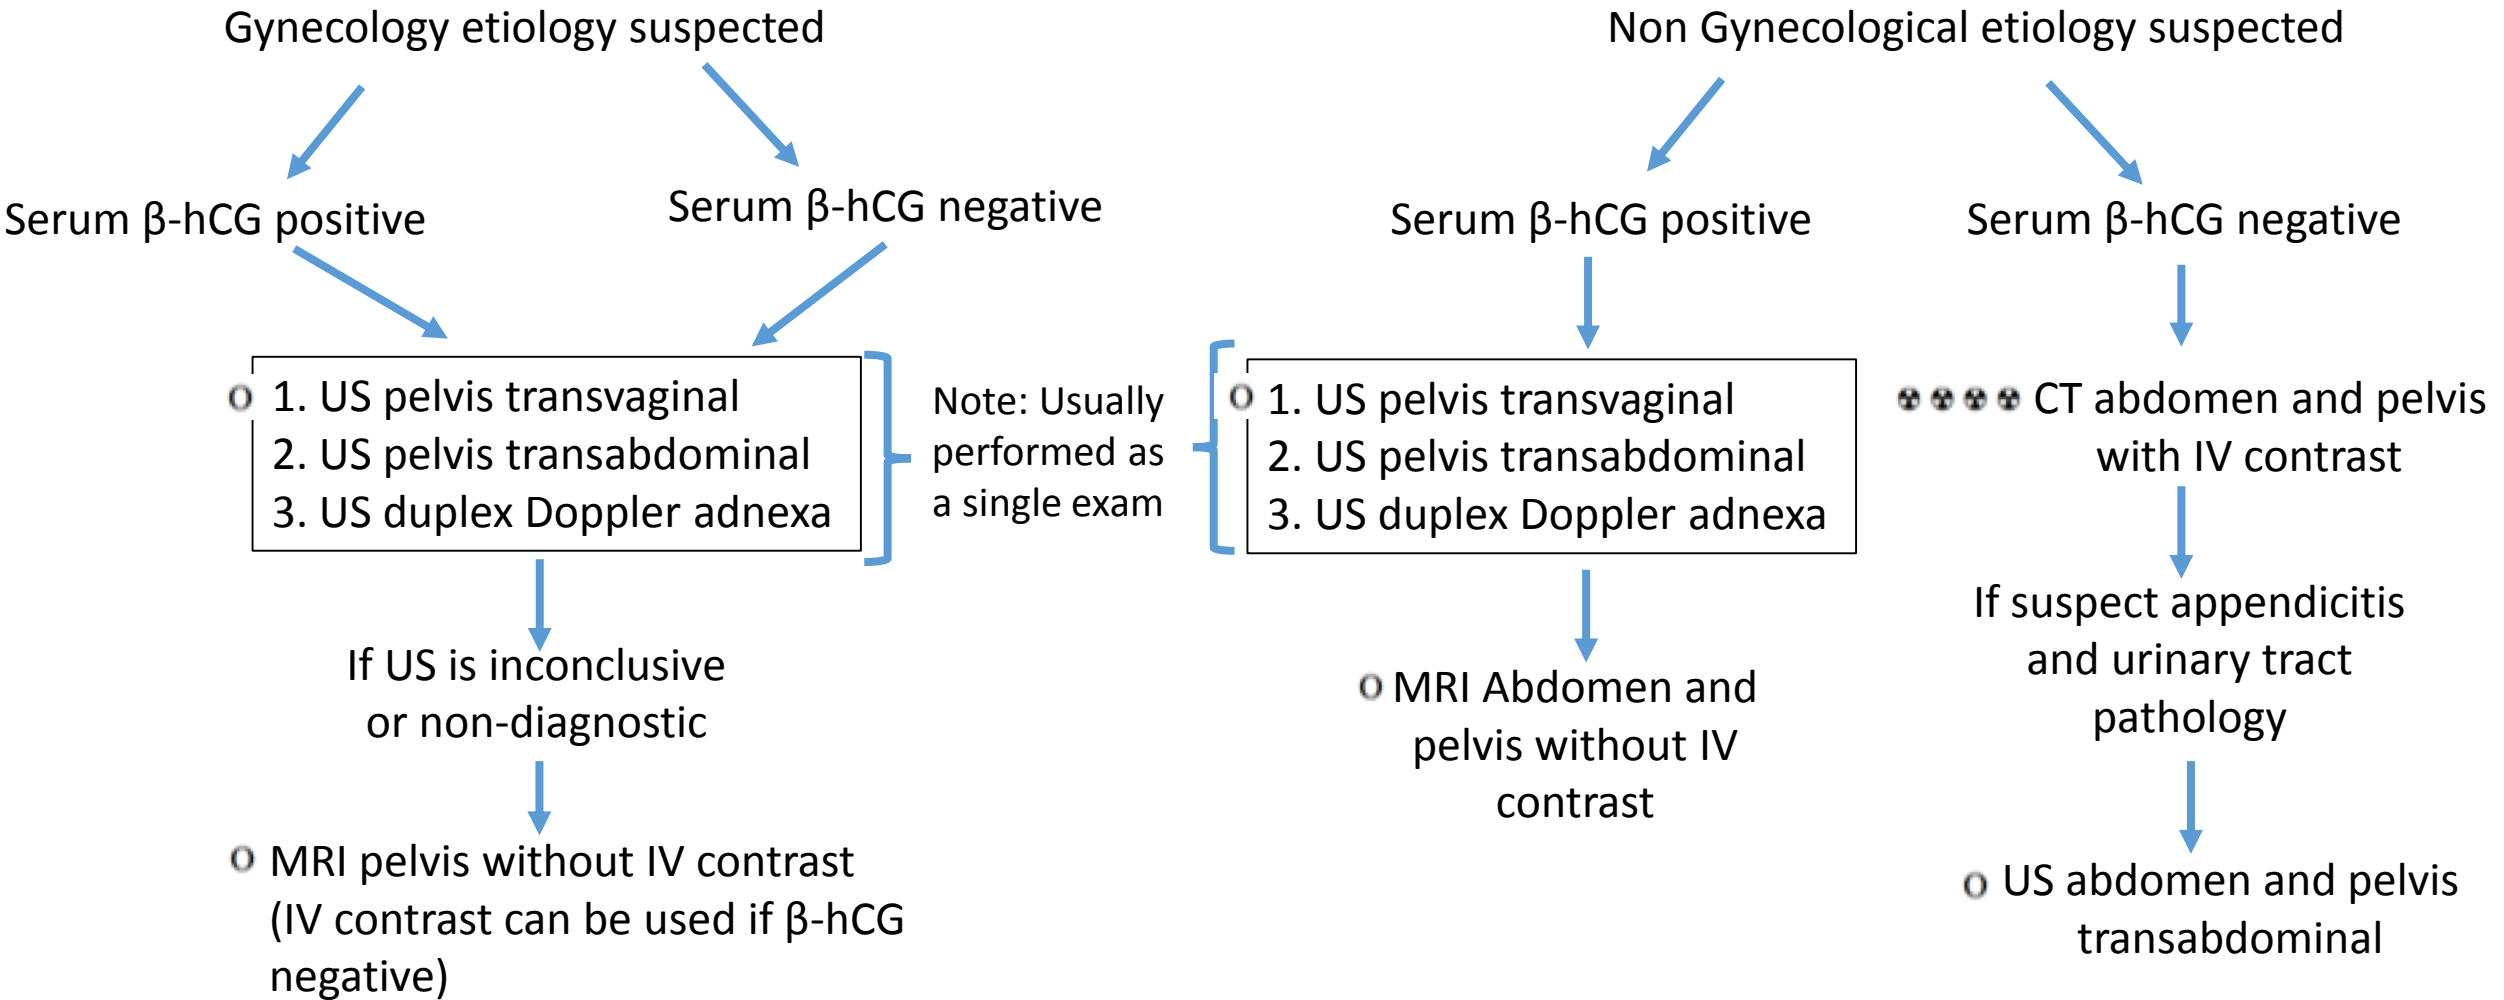 Gynecology etiology suspected
Serum β-hCG positive
Serum β-hCG negative
O 1. US pelvis transvaginal
2. US pelvis transabdominal
3. US duplex Doppler adnexa
Note: Usually
performed as
a single exam
If US is inconclusive
or non-diagnostic
O MRI pelvis without IV contrast
(IV contrast can be used if β-hCG
negative)
Non Gynecological etiology suspected
Serum β-hCG positive
Serum β-hCG negative
O 1. US pelvis transvaginal
2. US pelvis transabdominal
3. US duplex Doppler adnexa
O MRI Abdomen and
pelvis without IV
contrast
☢ ☢ ☢ ☢ CT abdomen and pelvis
with IV contrast
If suspect appendicitis
and urinary tract
pathology
O US abdomen and pelvis
transabdominal